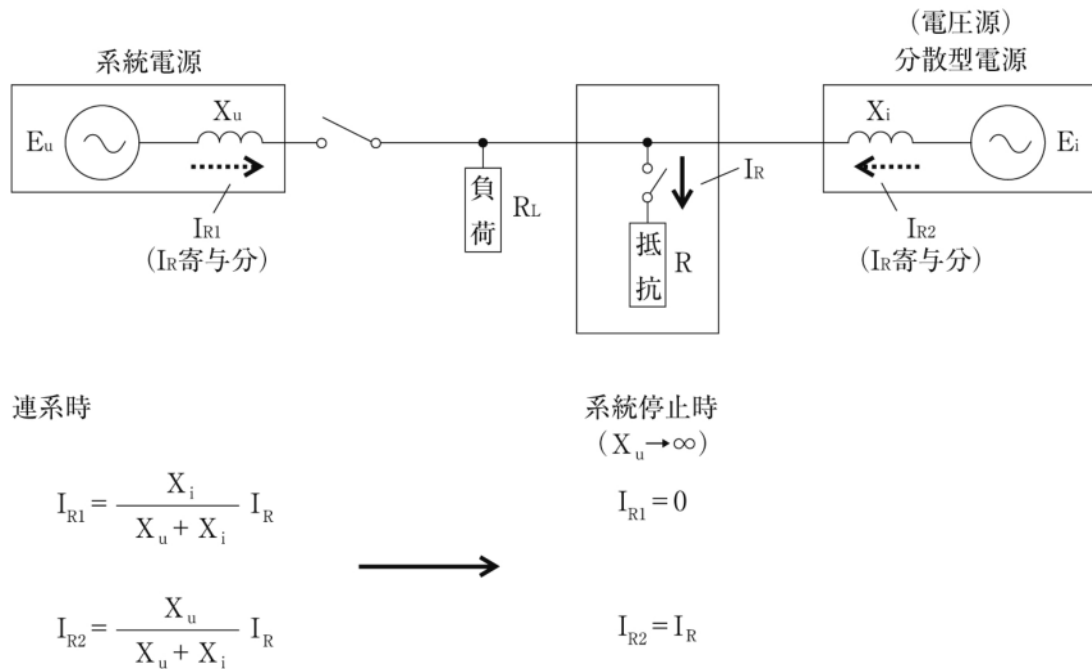 系統電源
(電圧源)
分散型電源
Eu
Xu
IR1
(IR寄与分)
負荷
RL
IR
抵抗
R
Xi
Ei
IR2
(IR寄与分)
連系時
系統停止時
(Xu→∞)
IR1 = Xi / (Xu + Xi) IR
IR1 = 0
IR2 = Xu / (Xu + Xi) IR
IR2 = IR